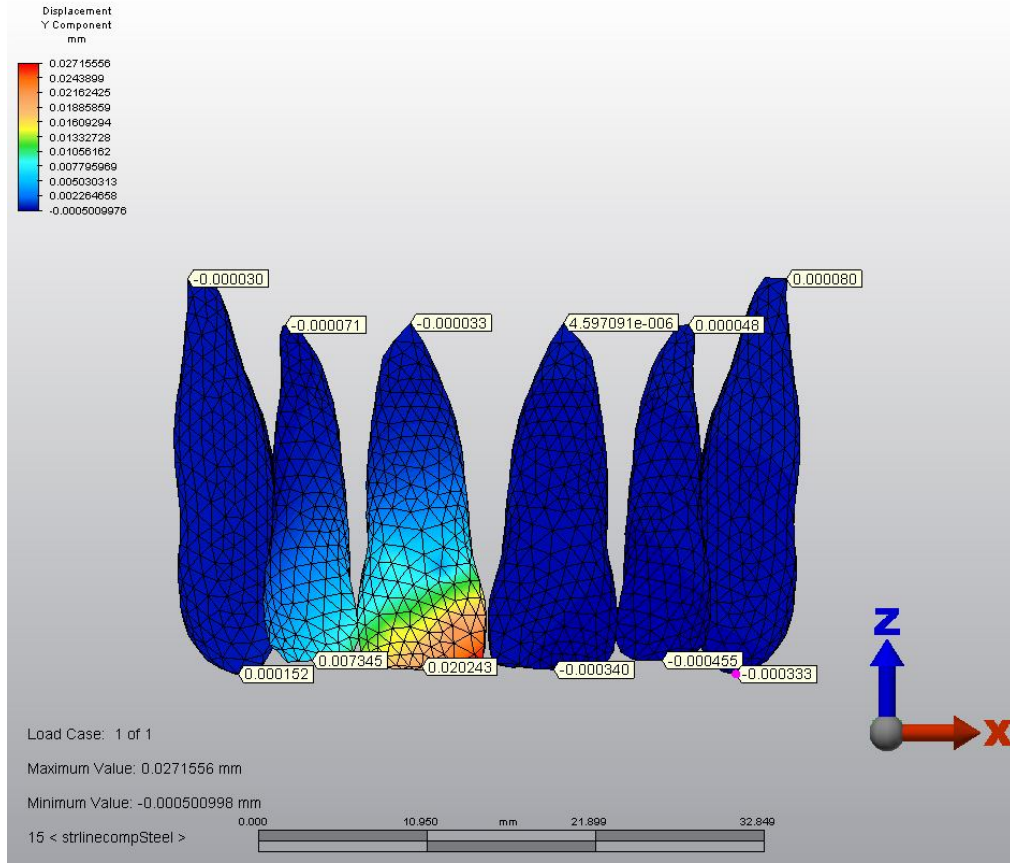 Displacement
Y Component
mm
0.02715556
0.0243899
0.02162425
0.01885859
0.01609294
0.01332728
0.01056162
0.007795969
0.005030313
0.002264658
-0.0005009976
-0.000030
0.000080
-0.000071
-0.000033
4.597091e-006
0.000048
0.007345
0.020243
-0.000340
-0.000455
0.000152
-0.000333
Z
X
Load Case: 1 of 1
Maximum Value: 0.0271556 mm
Minimum Value: -0.000500998 mm
0.000 10.950 mm 21.899 32.849
15 < strlinecompSteel >